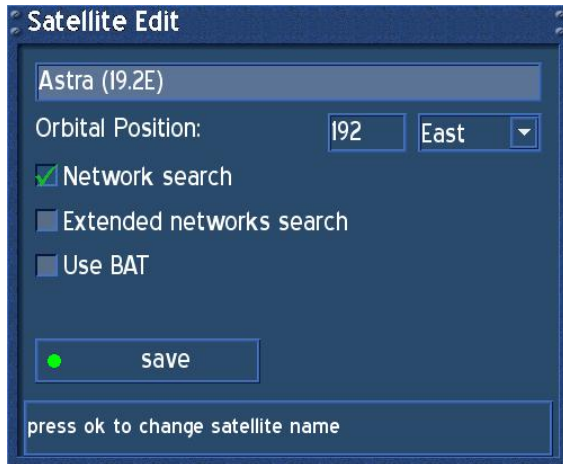 Satellite Edit
Astra (19.2E)
Orbital Position: 192 East
Network search
Extended networks search
Use BAT
save
press ok to change satellite name